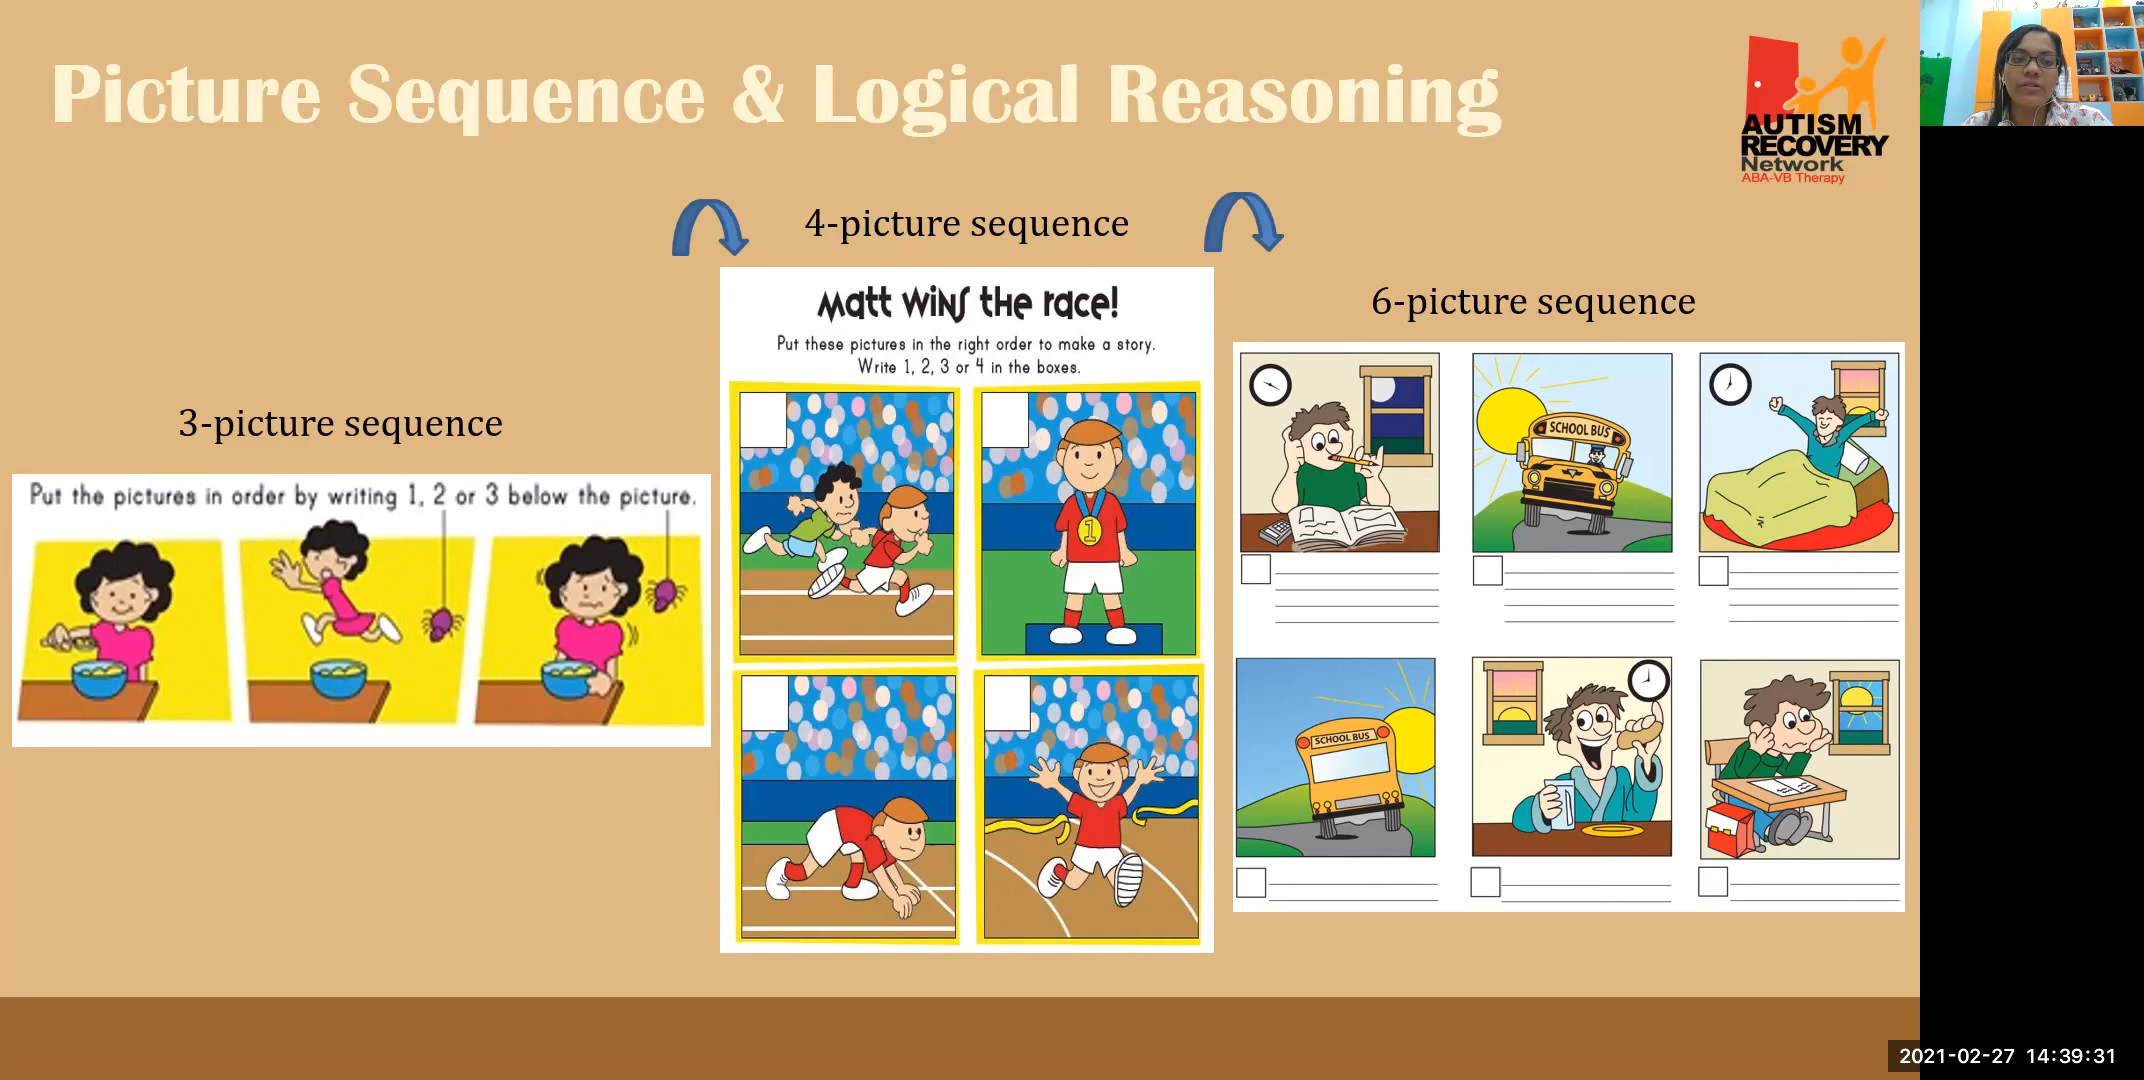 Picture Sequence & Logical Reasoning
AUTISM
RECOVERY
Network
ABA-VB Therapy
3-picture sequence
Put the pictures in order by writing 1, 2 or 3 below the picture.
4-picture sequence
Matt wins the race!
Put these pictures in the right order to make a story.
Write 1, 2, 3 or 4 in the boxes.
1
6-picture sequence
SCHOOL BUS
SCHOOL BUS
2021-02-27 14:39:31